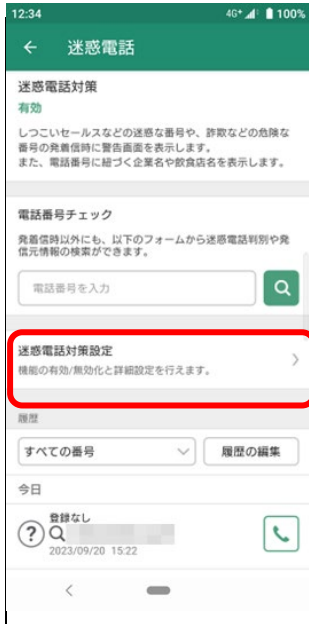 12:34 4G+ 100%
← 迷惑電話
迷惑電話対策
有効
しつこいセールスなどの迷惑な番号や、詐欺などの危険な
番号の発着信時に警告画面を表示します。
また、電話番号に紐づく企業名や飲食店名を表示します。
電話番号チェック
発着信時以外にも、以下のフォームから迷惑電話判別や発
信元情報の検索ができます。
電話番号を入力
迷惑電話対策設定
機能の有効/無効化と詳細設定を行えます。
履歴
すべての番号 履歴の編集
今日
登録なし
2023/09/20 15:22